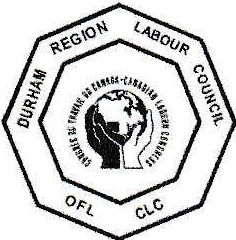 DURHAM REGION LABOUR COUNCIL
CONGRÈS DU TRAVAIL DU CANADA-CANADIAN LABOUR CONGRESS
OFL CLC